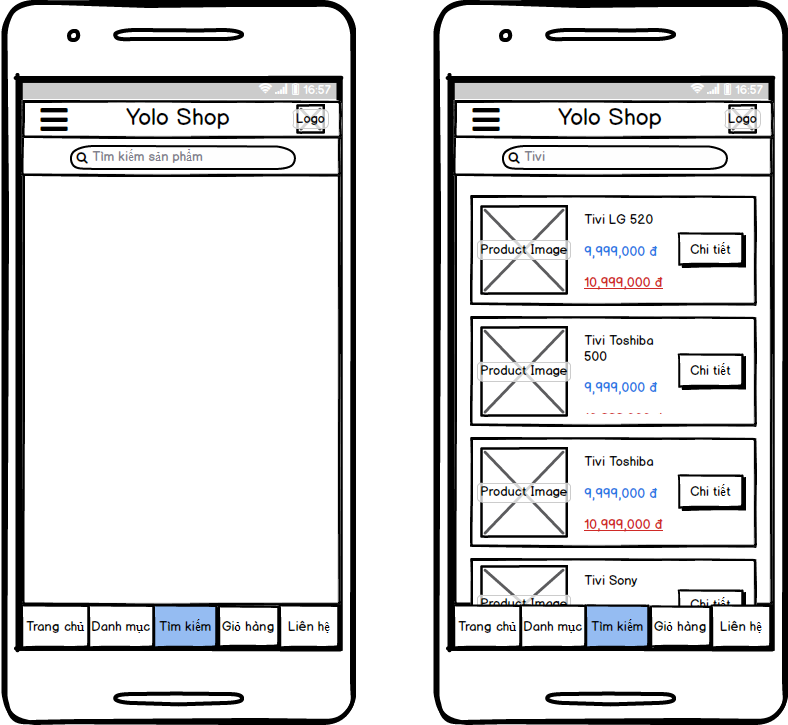 16:57
Yolo Shop
Logo
Tìm kiếm sản phẩm
Trang chủ
Danh mục
Tìm kiếm
Giỏ hàng
Liên hệ
16:57
Yolo Shop
Logo
Tivi
Product Image
Tivi LG 520
9,999,000 đ
10,999,000 đ
Chi tiết
Product Image
Tivi Toshiba
500
9,999,000 đ
Chi tiết
Product Image
Tivi Toshiba
9,999,000 đ
10,999,000 đ
Chi tiết
Product Image
Tivi Sony
Chi tiết
Trang chủ
Danh mục
Tìm kiếm
Giỏ hàng
Liên hệ